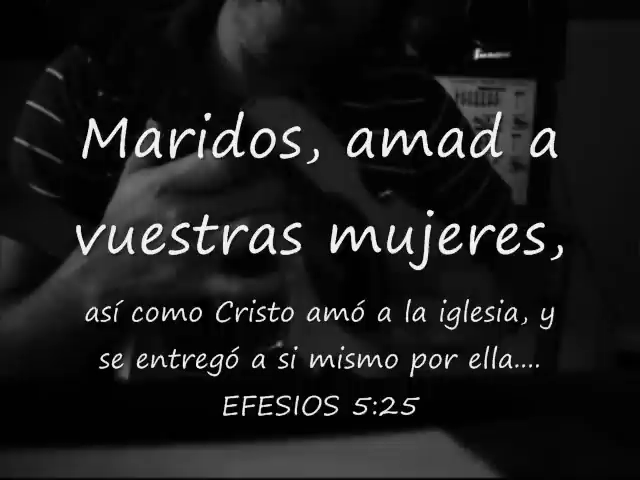 Maridos, amad a
vuestras mujeres,
así como Cristo amó a la iglesia, y
se entregó a si mismo por ella....
EFESIOS 5:25